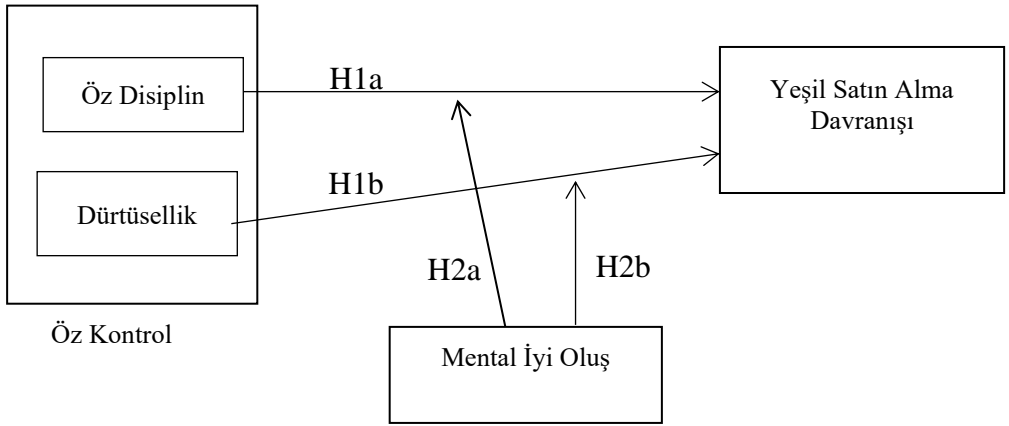 Öz Disiplin
H1a
Yeşil Satın Alma
Davranışı
Dürtüsellik
H1b
H2a
H2b
Öz Kontrol
Mental İyi Oluş